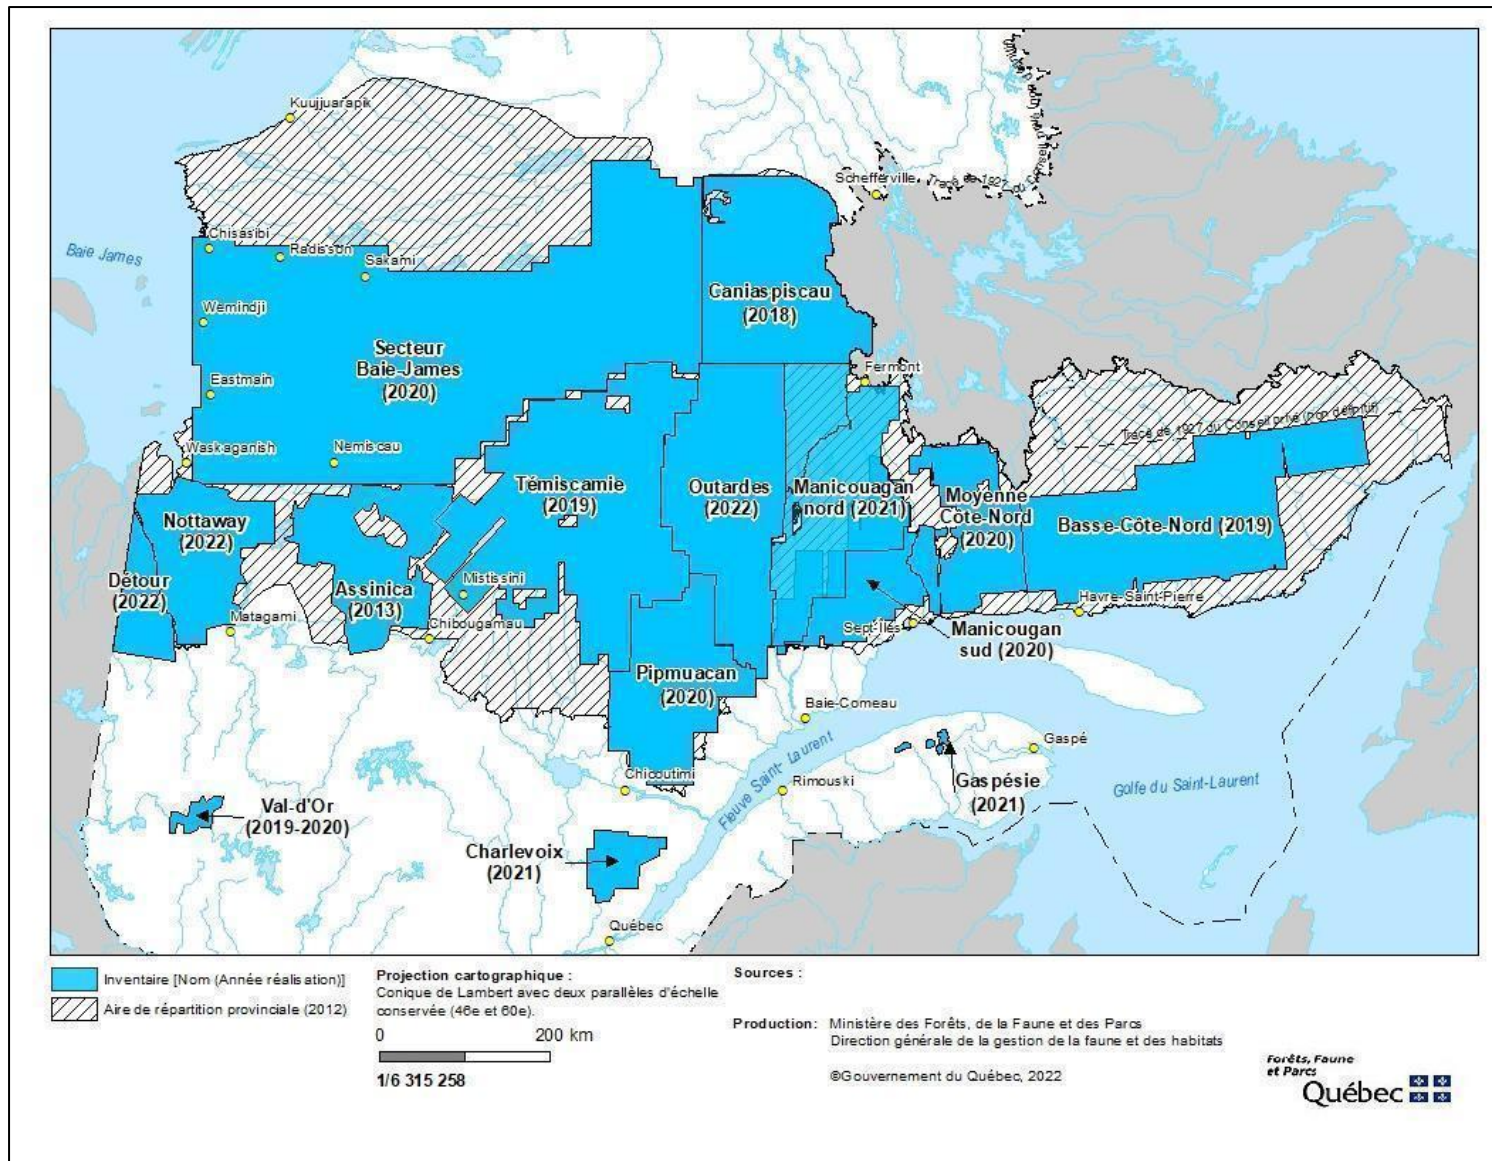 Kuujjuarapik
Schefferville
Tracé de 1927 du Conseil
Baie James
Chisasibi
Radisson
Sakami
Caniaspiscau
(2018)
Wemindji
Secteur
Baie-James
(2020)
Fermont
Eastmain
Tracé de 1927 du Conseil privé (non définitif)
Waskaganish
Nemiscau
Témiscamie
(2019)
Outardes
(2022)
Manicouagan
nord (2021)
Moyenne
Côte-Nord
(2020)
Basse-Côte-Nord (2019)
Nottaway
(2022)
Détour
(2022)
Assinica
(2013)
Mistissini
Matagami
Chibougamau
Havre-Saint-Pierre
Sept-Îles
Manicougan
sud (2020)
Pipmuacan
(2020)
Baie-Comeau
Gaspé
Fleuve Saint-Laurent
Chicoutimi
Rimouski
Gaspésie
(2021)
Golfe du Saint-Laurent
Val-d'Or
(2019-2020)
Charlevoix
(2021)
Québec
Inventaire [Nom (Année réalisation)]
Aire de répartition provinciale (2012)
Projection cartographique :
Conique de Lambert avec deux parallèles d'échelle
conservée (46e et 60e).
0 200 km
1/6 315 258
Sources :
Production: Ministère des Forêts, de la Faune et des Parcs
Direction générale de la gestion de la faune et des habitats
©Gouvernement du Québec, 2022
Forêts, Faune
et Parcs
Québec